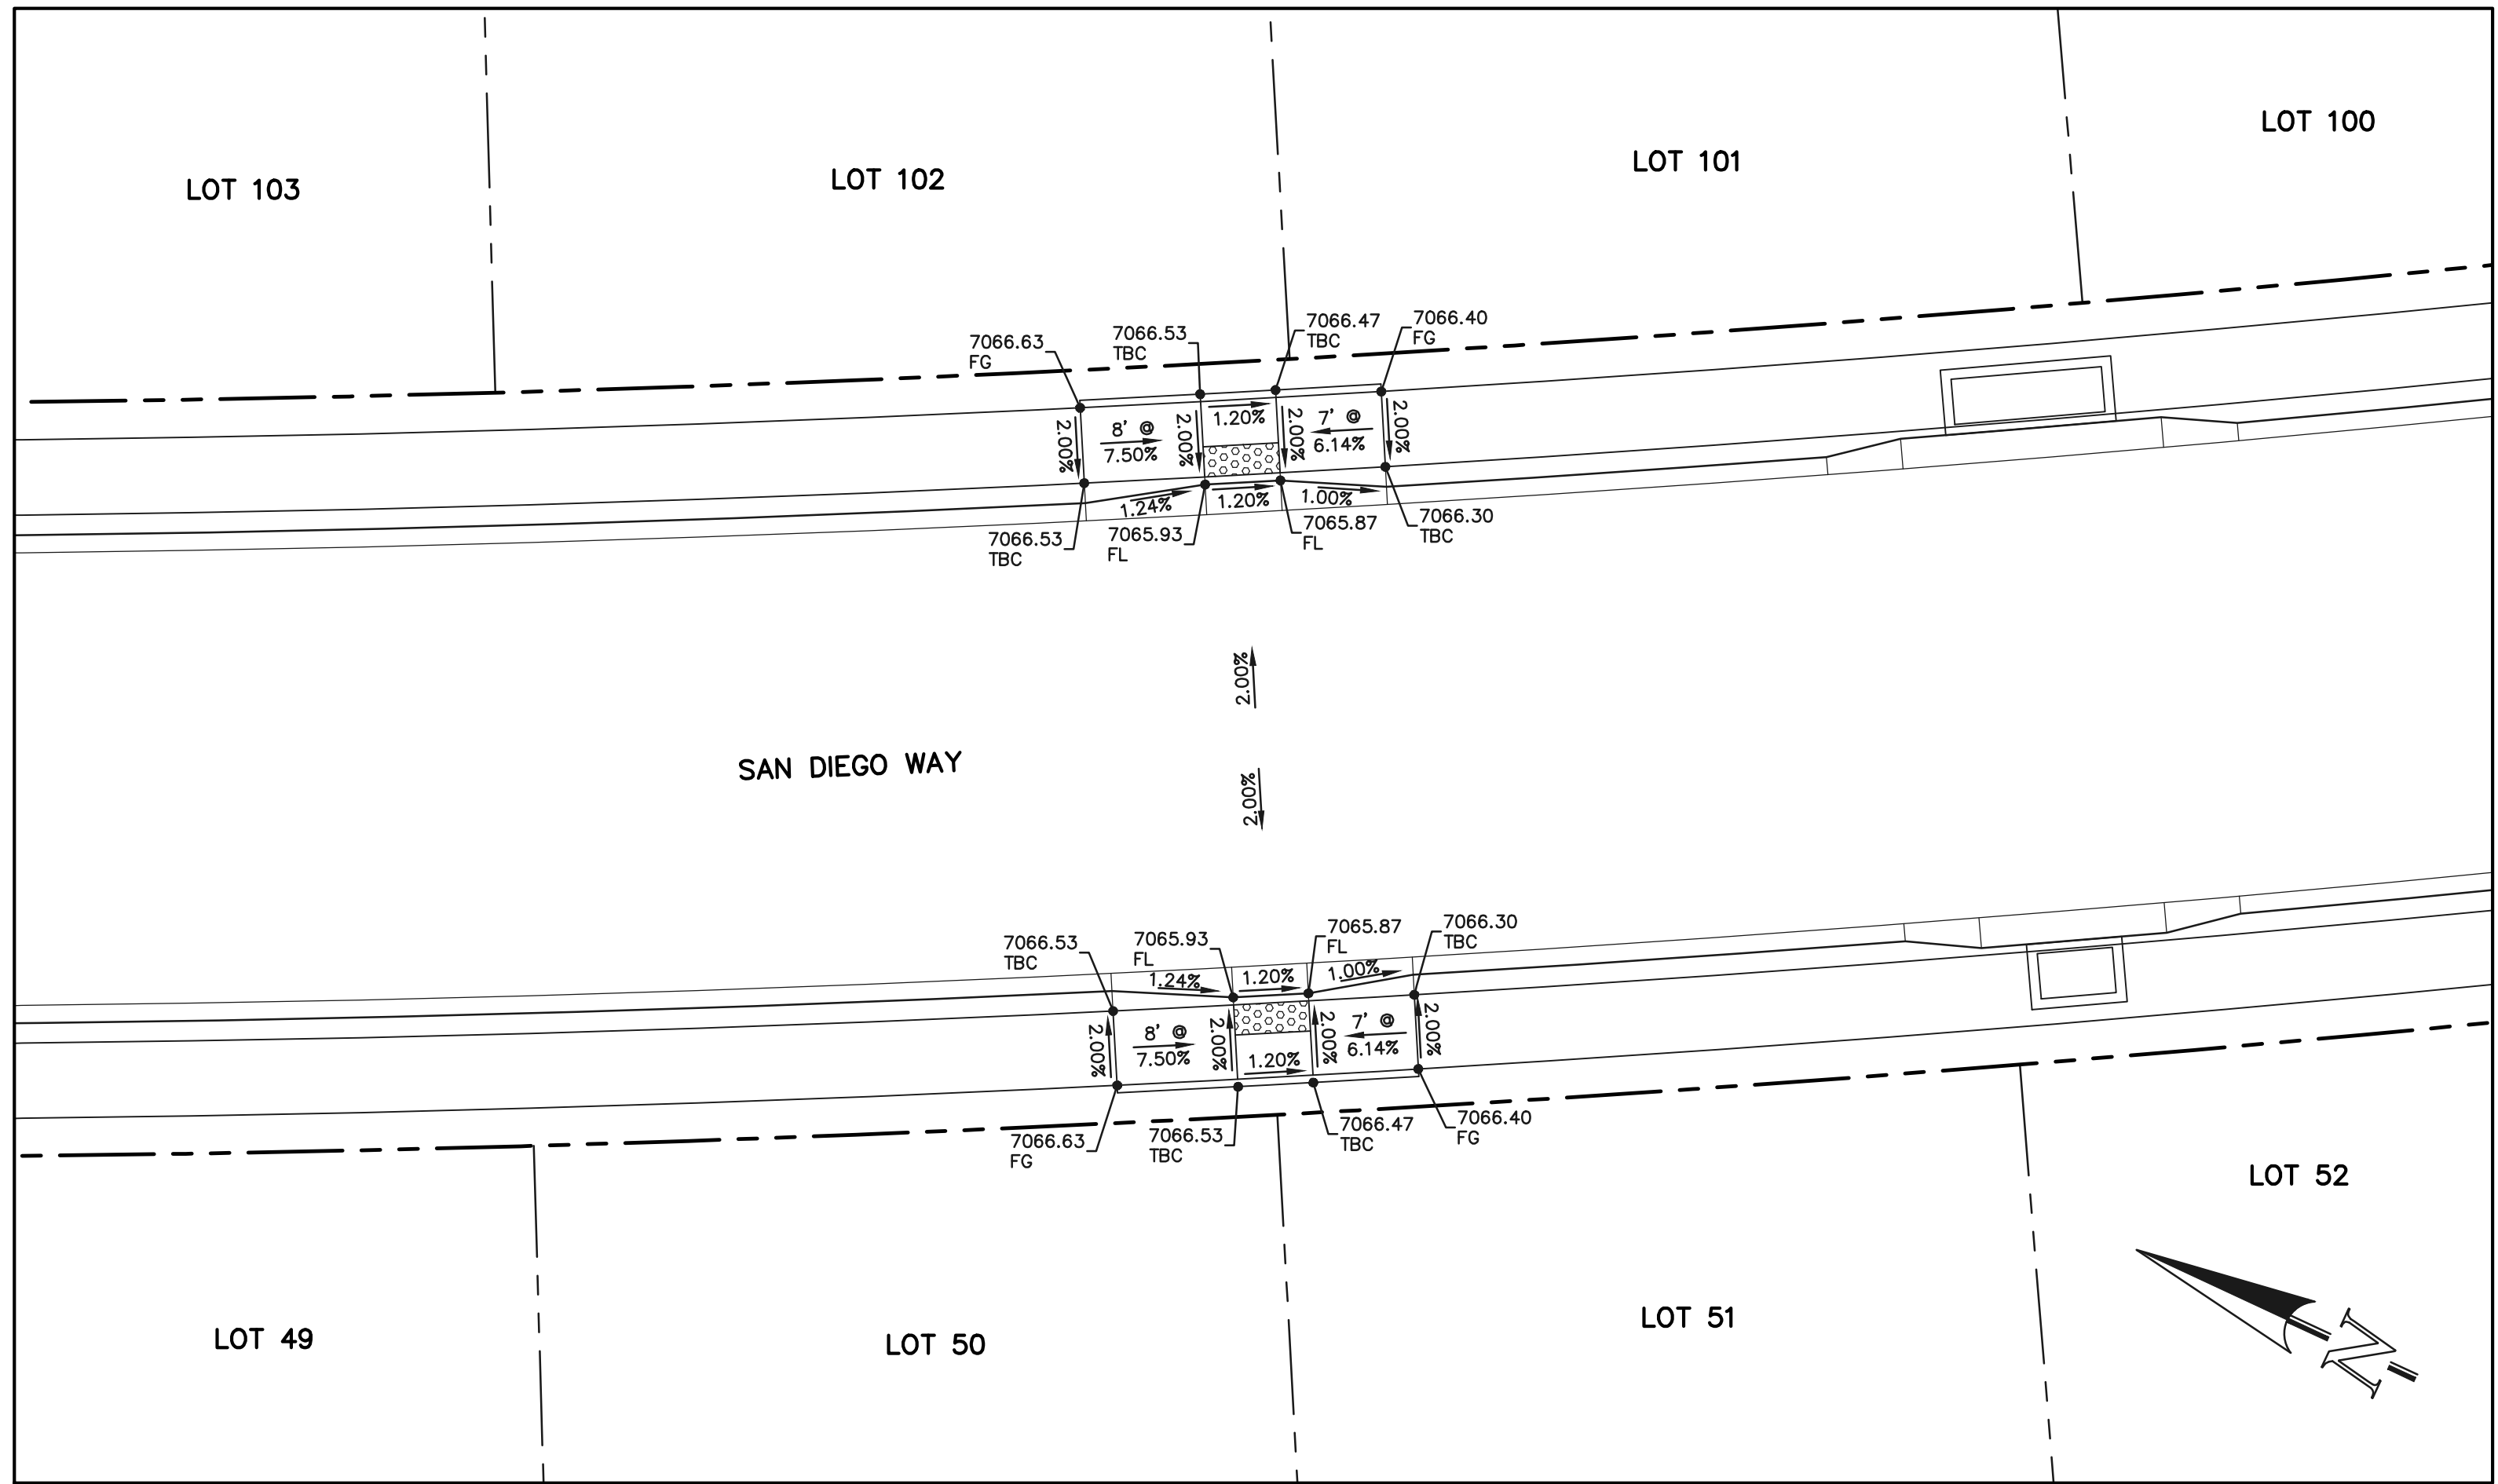 LOT 100
LOT 101
LOT 102
LOT 103
7066.63
FG
7066.53
TBC
7066.47
TBC
7066.40
FG
2.00%
8' @
7.50%
2.00%
1.20%
2.00%
7' @
6.14%
2.00%
1.24%
1.20%
1.00%
7066.53
TBC
7065.93
FL
7065.87
FL
7066.30
TBC
2.00%
SAN DIEGO WAY
2.00%
7066.53
TBC
7065.93
FL
7065.87
FL
7066.30
TBC
1.24%
1.20%
1.00%
2.00%
8' @
7.50%
2.00%
1.20%
2.00%
7' @
6.14%
2.00%
7066.63
FG
7066.53
TBC
7066.47
TBC
7066.40
FG
LOT 52
LOT 51
LOT 50
LOT 49
N